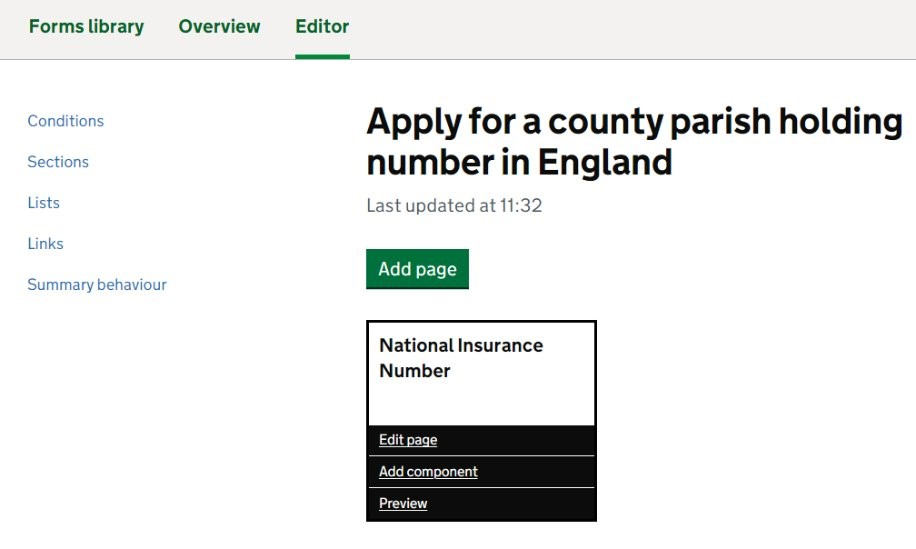 Forms library Overview Editor
Conditions
Sections
Lists
Links
Summary behaviour
Apply for a county parish holding
number in England
Last updated at 11:32
Add page
National Insurance
Number
Edit page
Add component
Preview